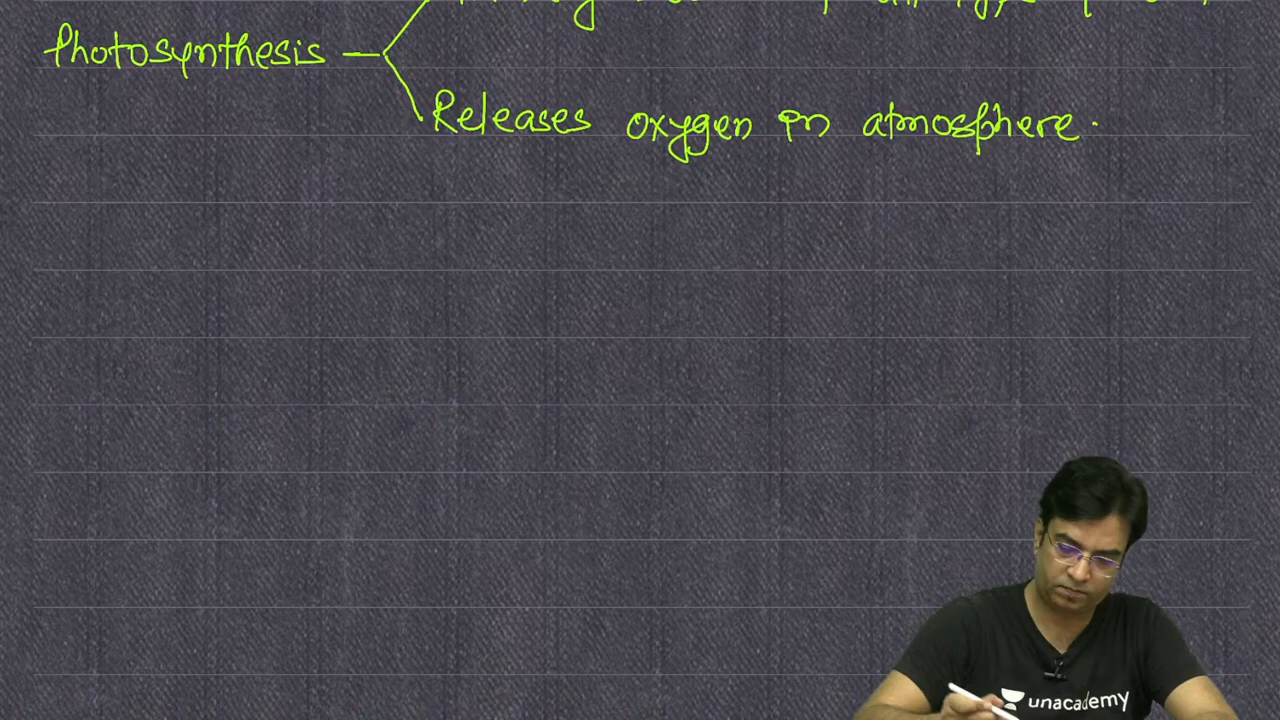 Photosynthesis
Releases oxygen in atmosphere.
unacademy